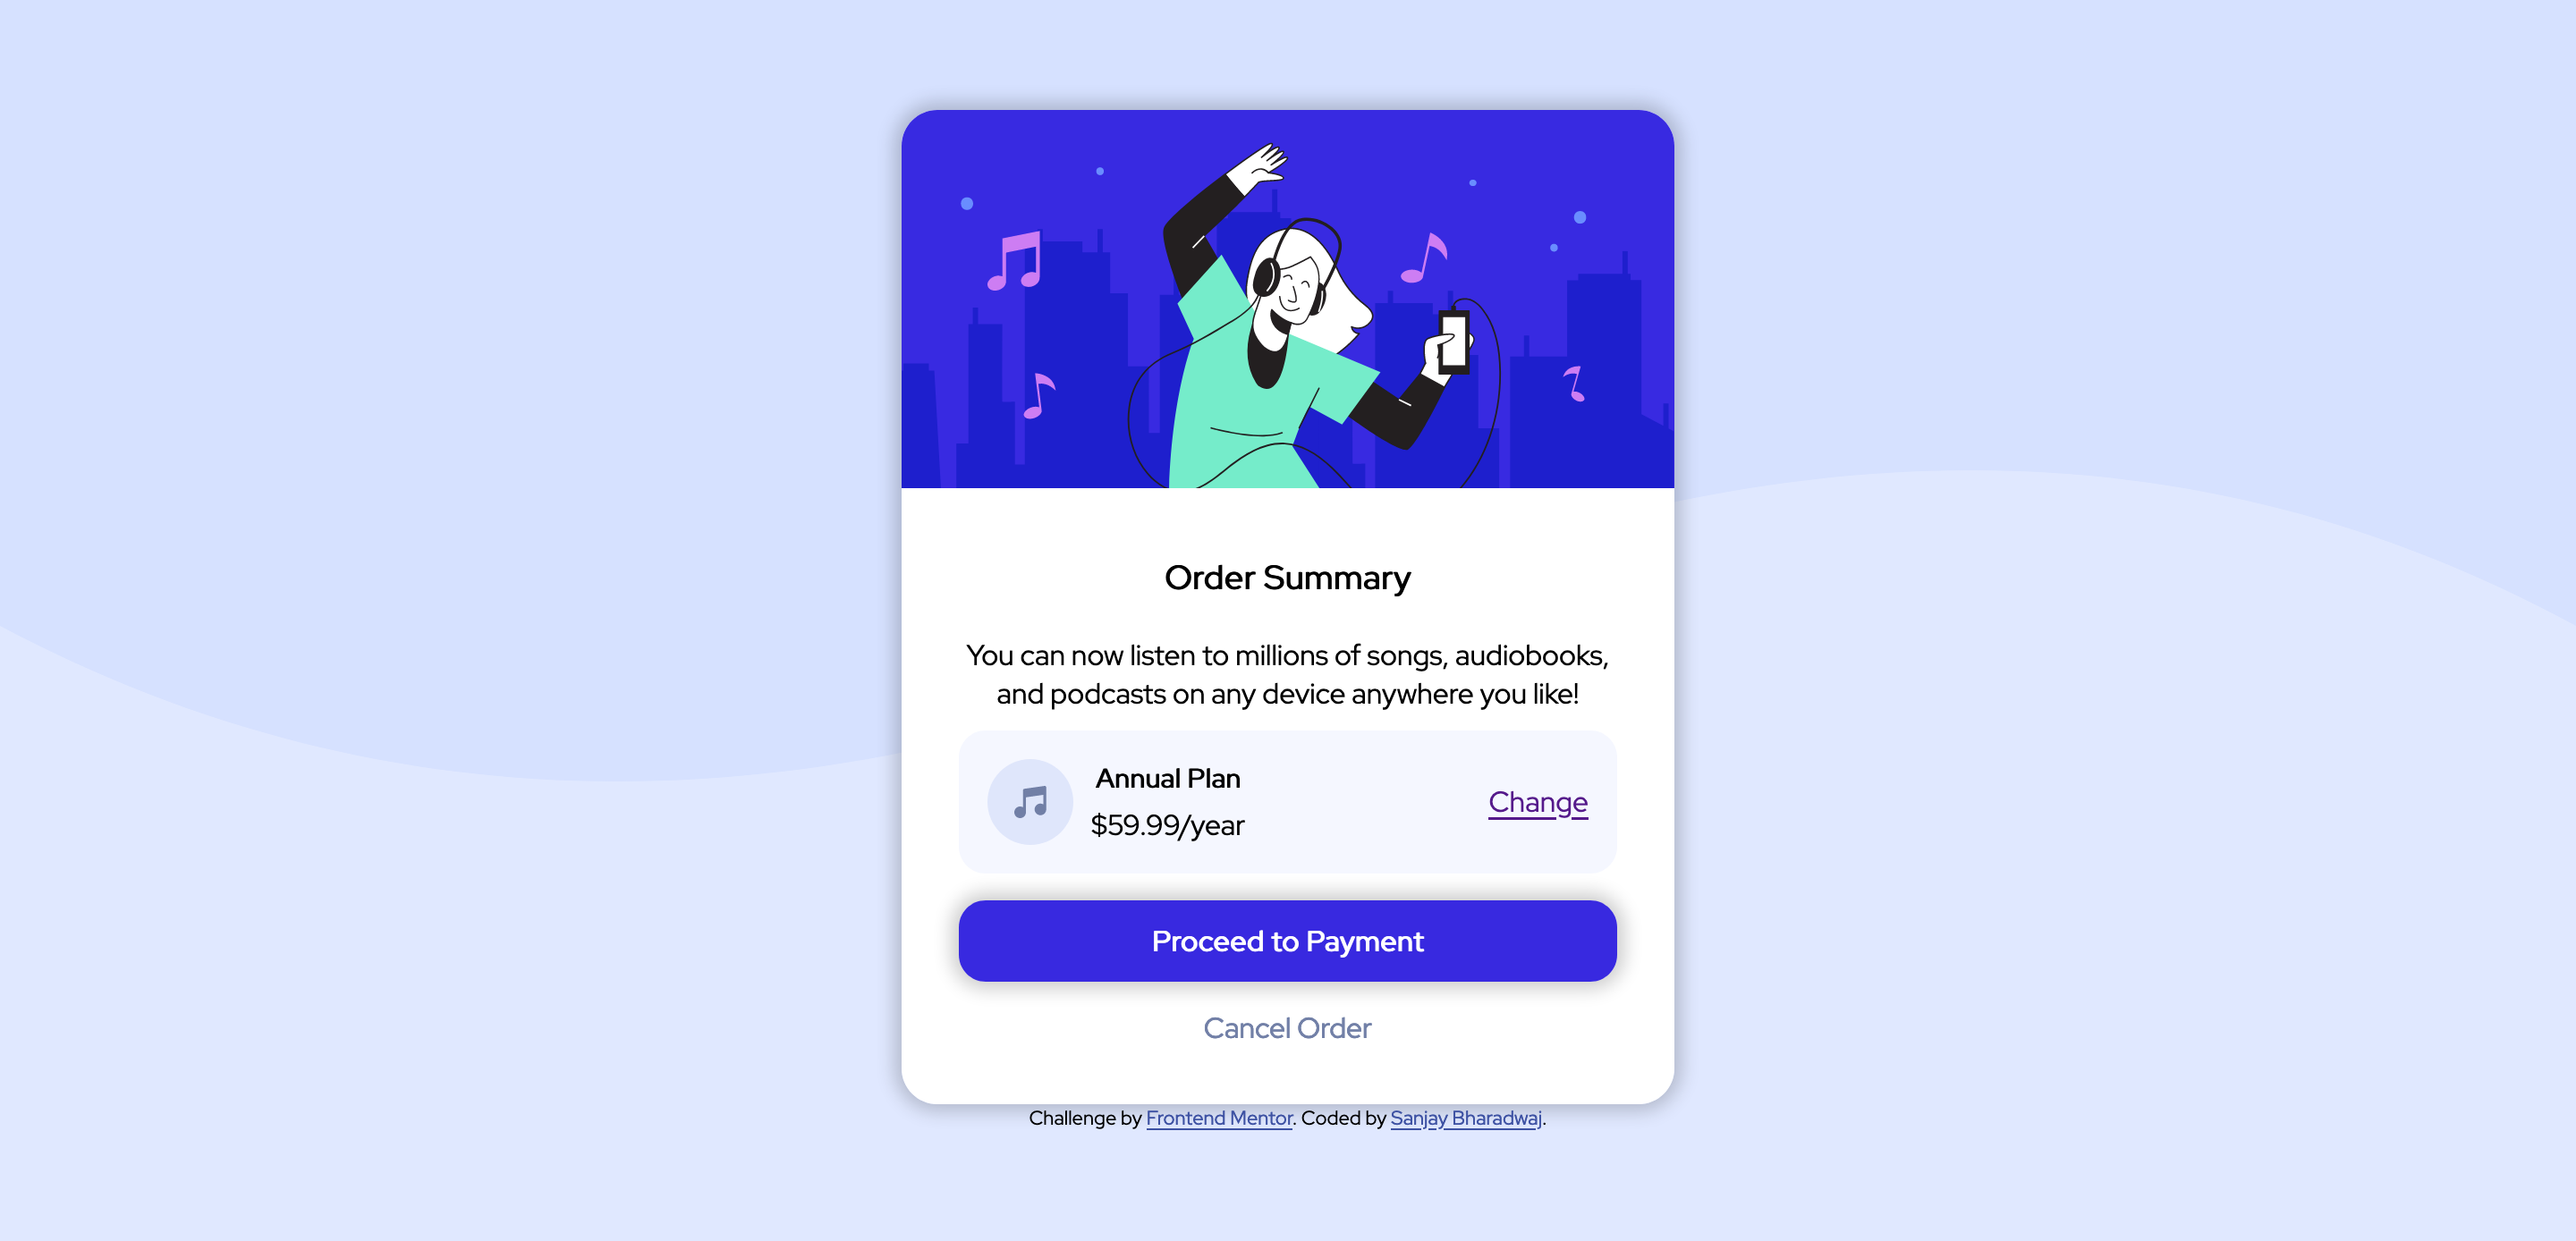 Order Summary
You can now listen to millions of songs, audiobooks,
and podcasts on any device anywhere you like!
Annual Plan
$59.99/year
Change
Proceed to Payment
Cancel Order
Challenge by Frontend Mentor. Coded by Sanjay Bharadwaj.